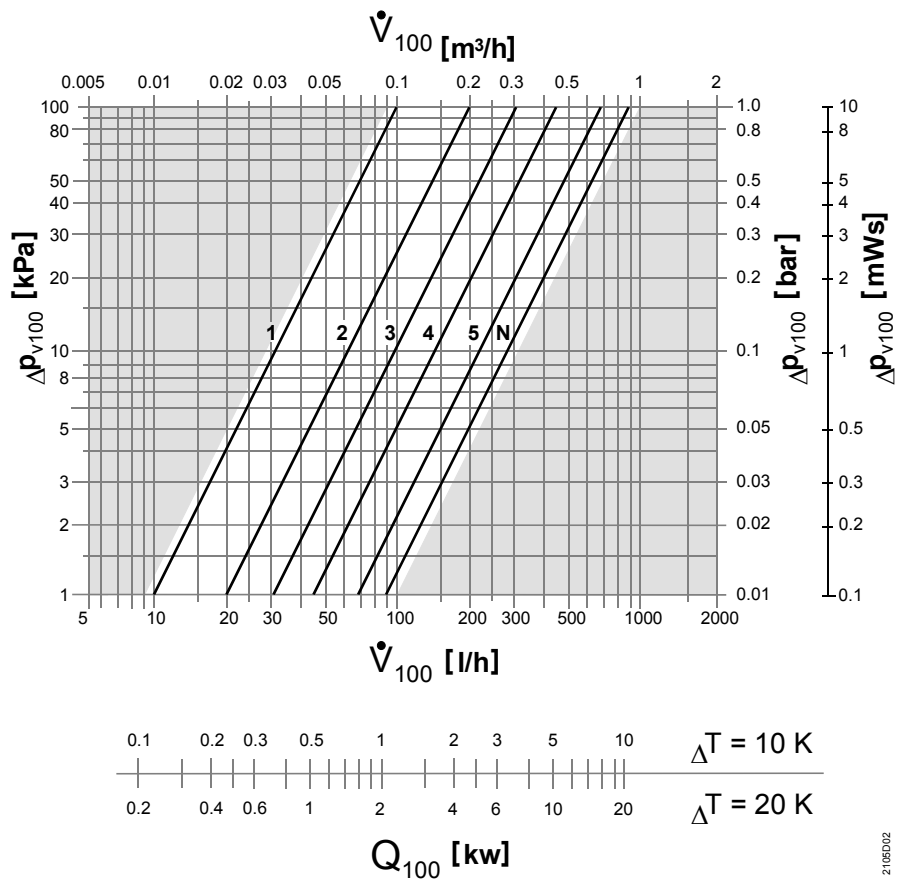 V̇100 [m³/h]
0.005 0.01 0.02 0.03 0.05 0.1 0.2 0.3 0.5 1 2
100 1.0 10
80 0.8 8
50 0.5 5
40 0.4 4
30 0.3 3
20 0.2 2
1 2 3 4 5 N
10 0.1 1
8
5 0.05 0.5
3 0.03 0.3
2 0.02 0.2
1 0.01 0.1
Δpv100 [kPa]
Δpv100 [bar]
Δpv100 [mWs]
5 10 20 30 50 100 200 300 500 1000 2000
V̇100 [l/h]
0.1 0.2 0.3 0.5 1 2 3 5 10 ΔT = 10 K
0.2 0.4 0.6 1 2 4 6 10 20 ΔT = 20 K
Q100 [kw]
2105D02